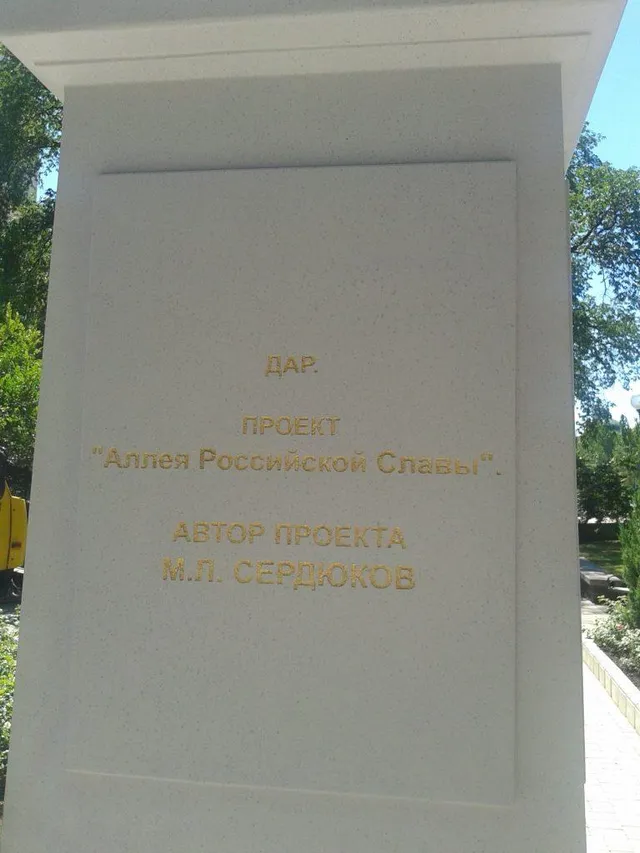 ДАР.
ПРОЕКТ
"Аллея Российской Славы".
АВТОР ПРОЕКТА
М.Л. СЕРДЮКОВ